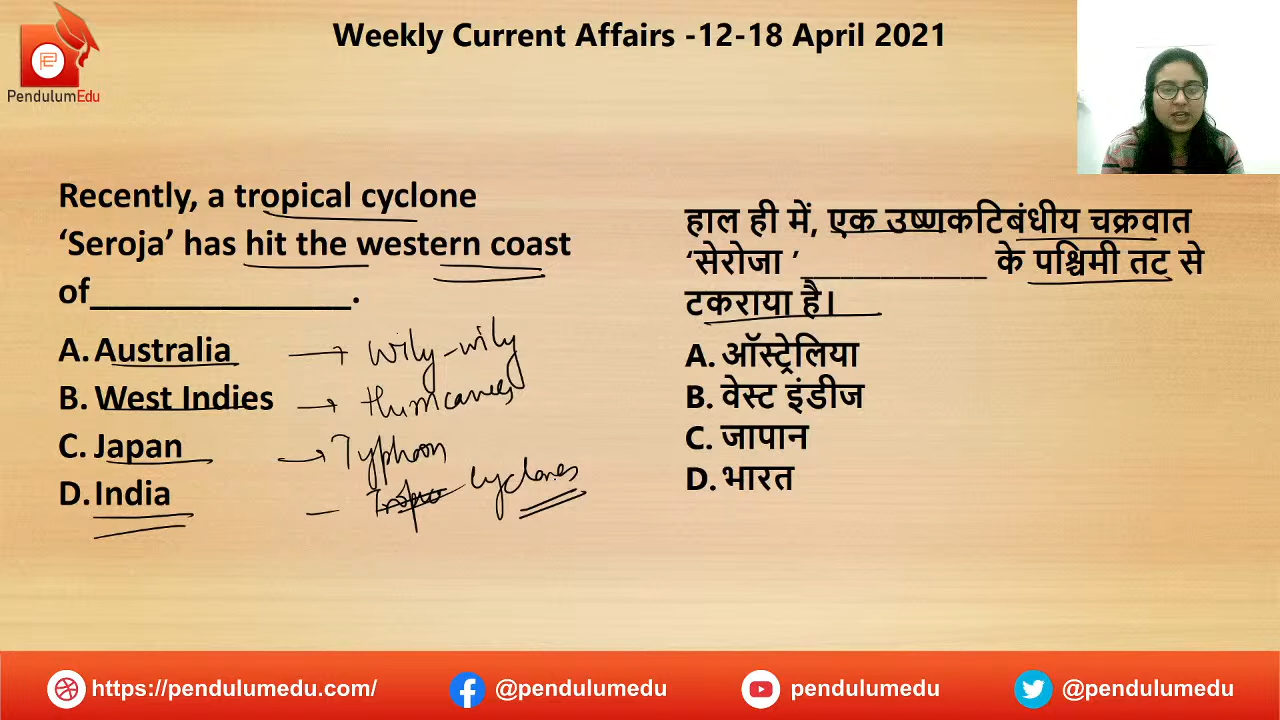 Weekly Current Affairs -12-18 April 2021
PendulumEdu
Recently, a tropical cyclone
‘Seroja’ has hit the western coast
of_______________.
A. Australia → Wily-wily
B. West Indies → Hurricanes
C. Japan → Typhoon
D. India – Cyclones
हाल ही में, एक उष्णकटिबंधीय चक्रवात
‘सेरोजा ’______________ के पश्चिमी तट से
टकराया है।
A. ऑस्ट्रेलिया
B. वेस्ट इंडीज
C. जापान
D. भारत
https://pendulumedu.com/
@pendulumedu
pendulumedu
@pendulumedu